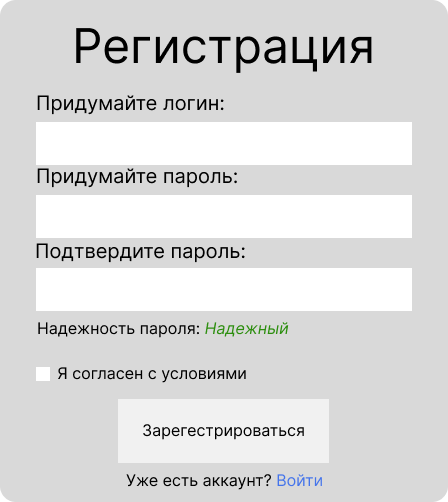 Регистрация
Придумайте логин:
Придумайте пароль:
Подтвердите пароль:
Надежность пароля: Надежный
Я согласен с условиями
Зарегестрироваться
Уже есть аккаунт? Войти